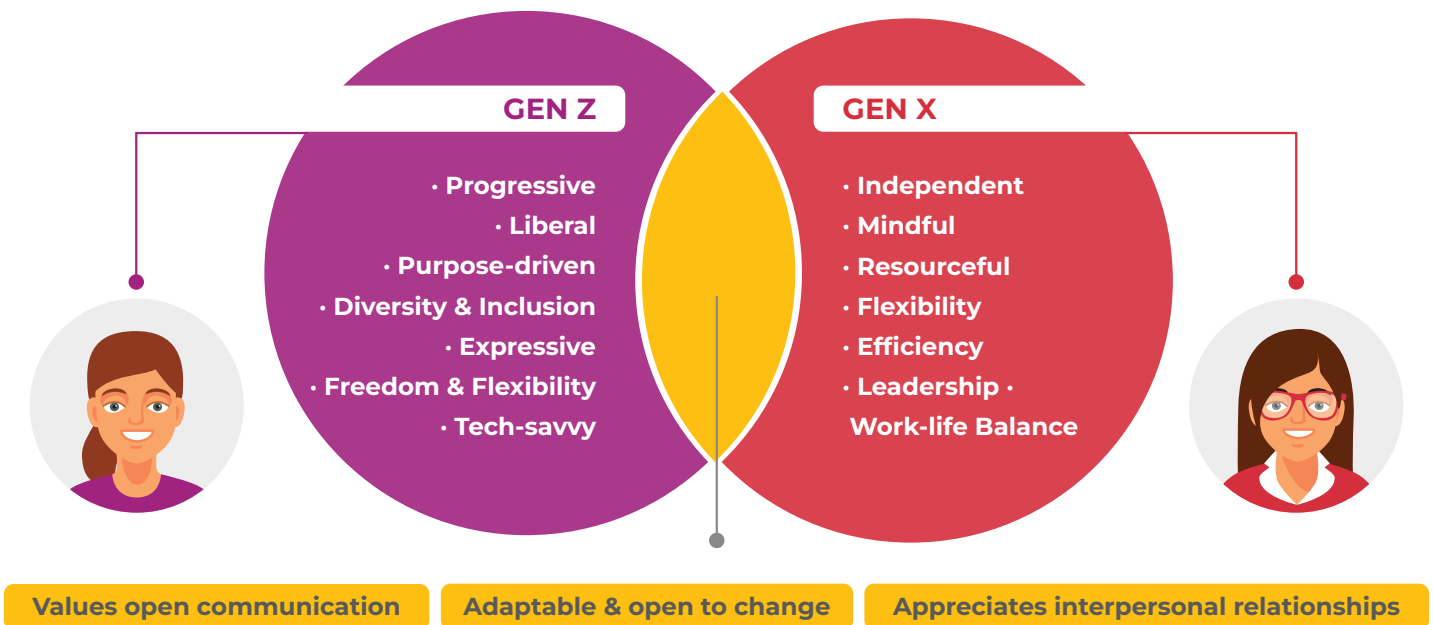 GEN Z
· Progressive
· Liberal
· Purpose-driven
· Diversity & Inclusion
· Expressive
· Freedom & Flexibility
· Tech-savvy
GEN X
· Independent
· Mindful
· Resourceful
· Flexibility
· Efficiency
· Leadership ·
Work-life Balance
Values open communication
Adaptable & open to change
Appreciates interpersonal relationships